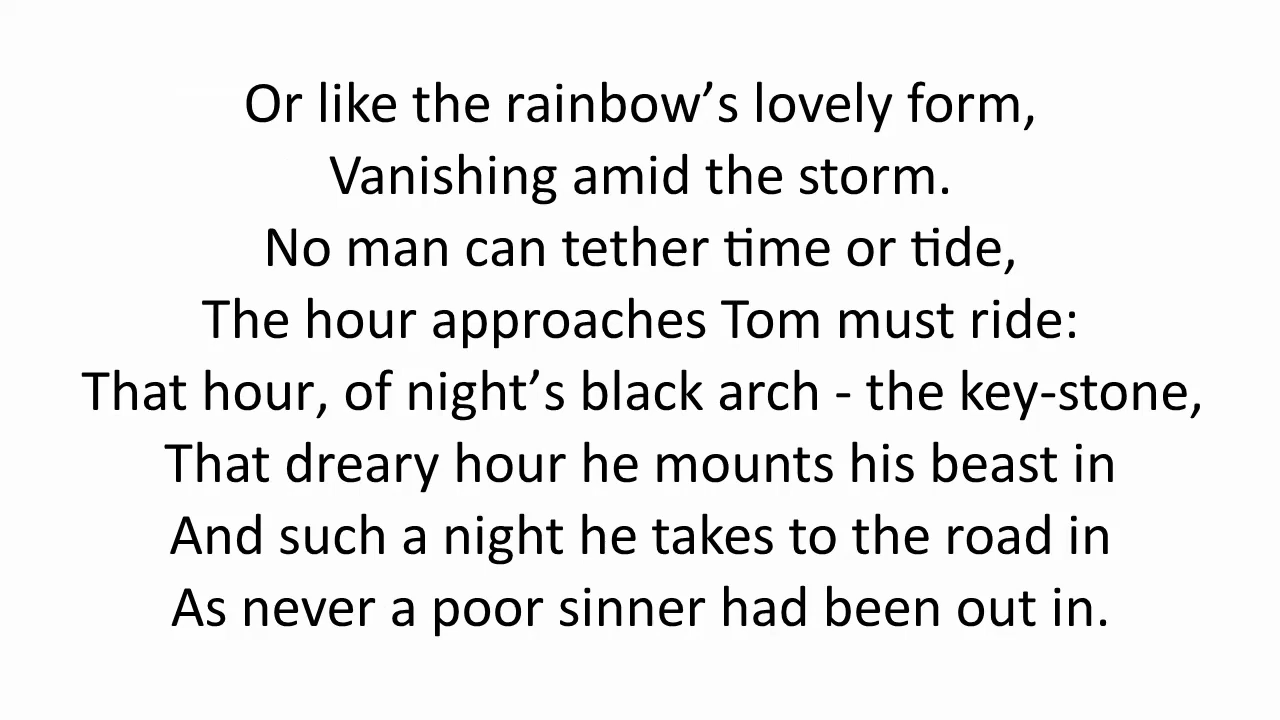 Or like the rainbow’s lovely form,
Vanishing amid the storm.
No man can tether time or tide,
The hour approaches Tom must ride:
That hour, of night’s black arch - the key-stone,
That dreary hour he mounts his beast in
And such a night he takes to the road in
As never a poor sinner had been out in.